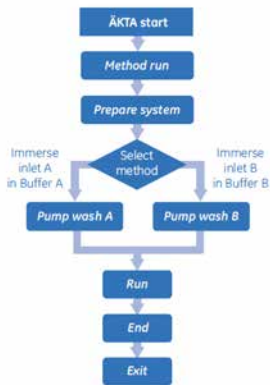 ÄKTA start
Method run
Prepare system
Select
method
Immerse
inlet A
in Buffer A
Immerse
inlet B
in Buffer B
Pump wash A
Pump wash B
Run
End
Exit